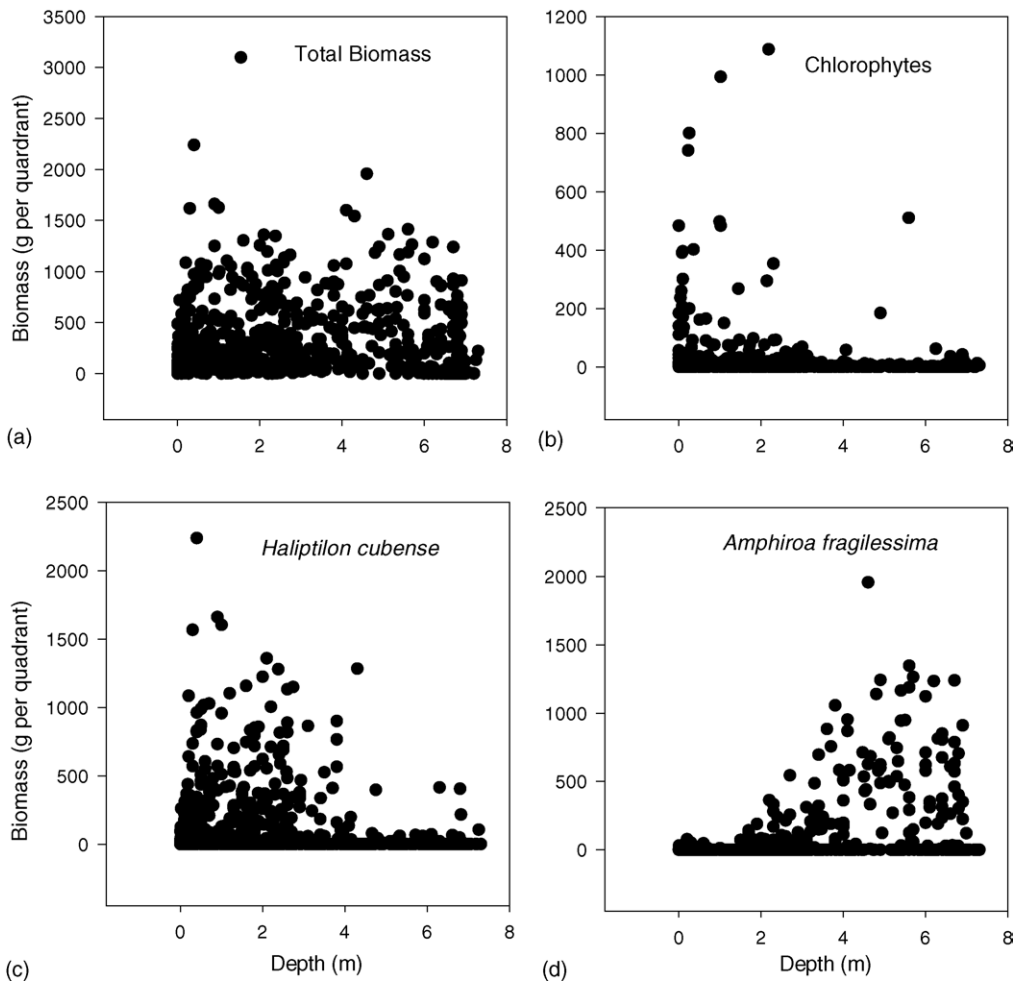 3500
3000
2500
2000
1500
1000
500
0
Biomass (g per quardrant)
Total Biomass
0 2 4 6 8
(a)
1200
1000
800
600
400
200
0
Chlorophytes
0 2 4 6 8
(b)
2500
2000
1500
1000
500
0
Biomass (g per quadrant)
Haliptilon cubense
0 2 4 6 8
Depth (m)
(c)
2500
2000
1500
1000
500
0
Amphiroa fragilessima
0 2 4 6 8
Depth (m)
(d)